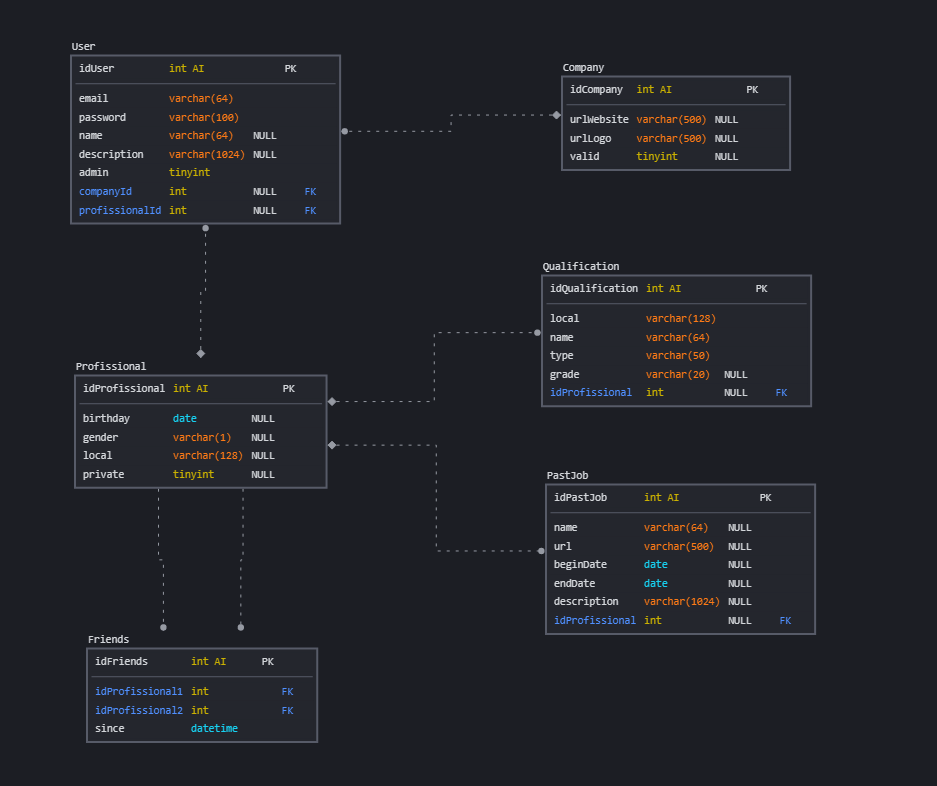 User
idUser int AI PK
email varchar(64)
password varchar(100)
name varchar(64) NULL
description varchar(1024) NULL
admin tinyint
companyId int NULL FK
profissionalId int NULL FK
Company
idCompany int AI PK
urlWebsite varchar(500) NULL
urlLogo varchar(500) NULL
valid tinyint NULL
Qualification
idQualification int AI PK
local varchar(128)
name varchar(64)
type varchar(50)
grade varchar(20) NULL
idProfissional int NULL FK
Profissional
idProfissional int AI PK
birthday date NULL
gender varchar(1) NULL
local varchar(128) NULL
private tinyint NULL
PastJob
idPastJob int AI PK
name varchar(64) NULL
url varchar(500) NULL
beginDate date NULL
endDate date NULL
description varchar(1024) NULL
idProfissional int NULL FK
Friends
idFriends int AI PK
idProfissional1 int FK
idProfissional2 int FK
since datetime